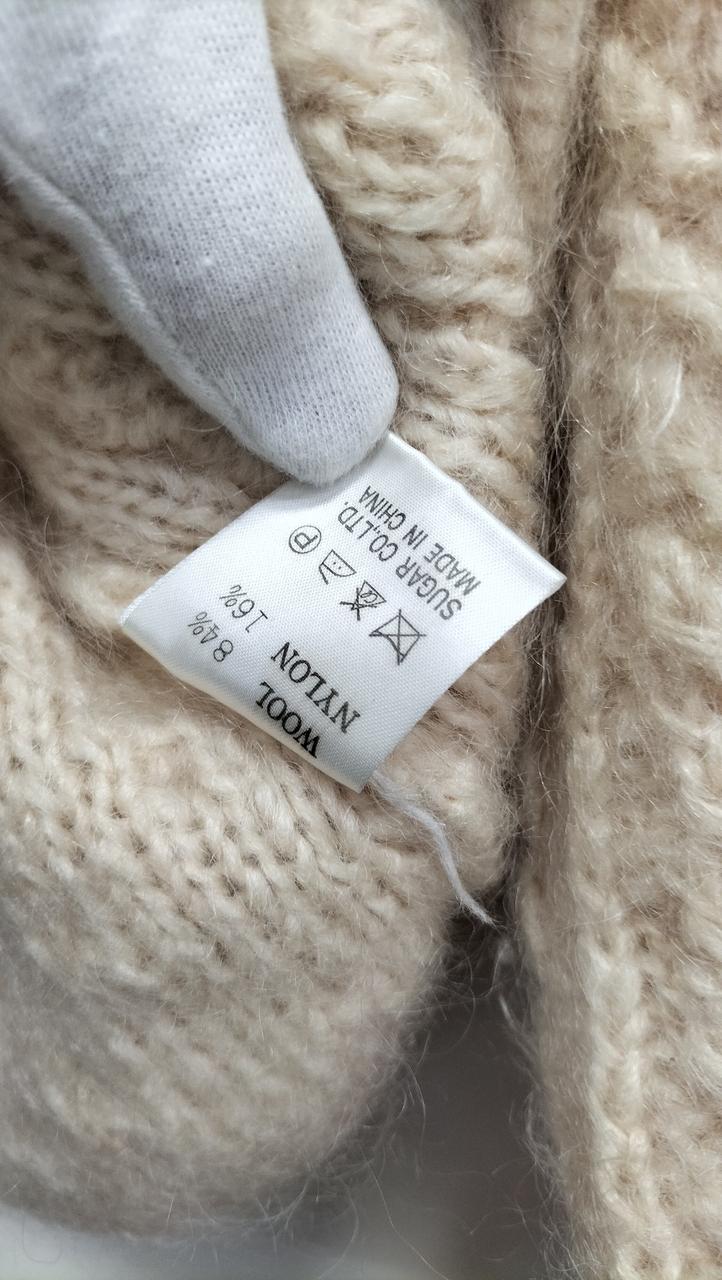 WOOL 84%
NYLON 16%
P
SUGAR CO.,LTD.
MADE IN CHINA